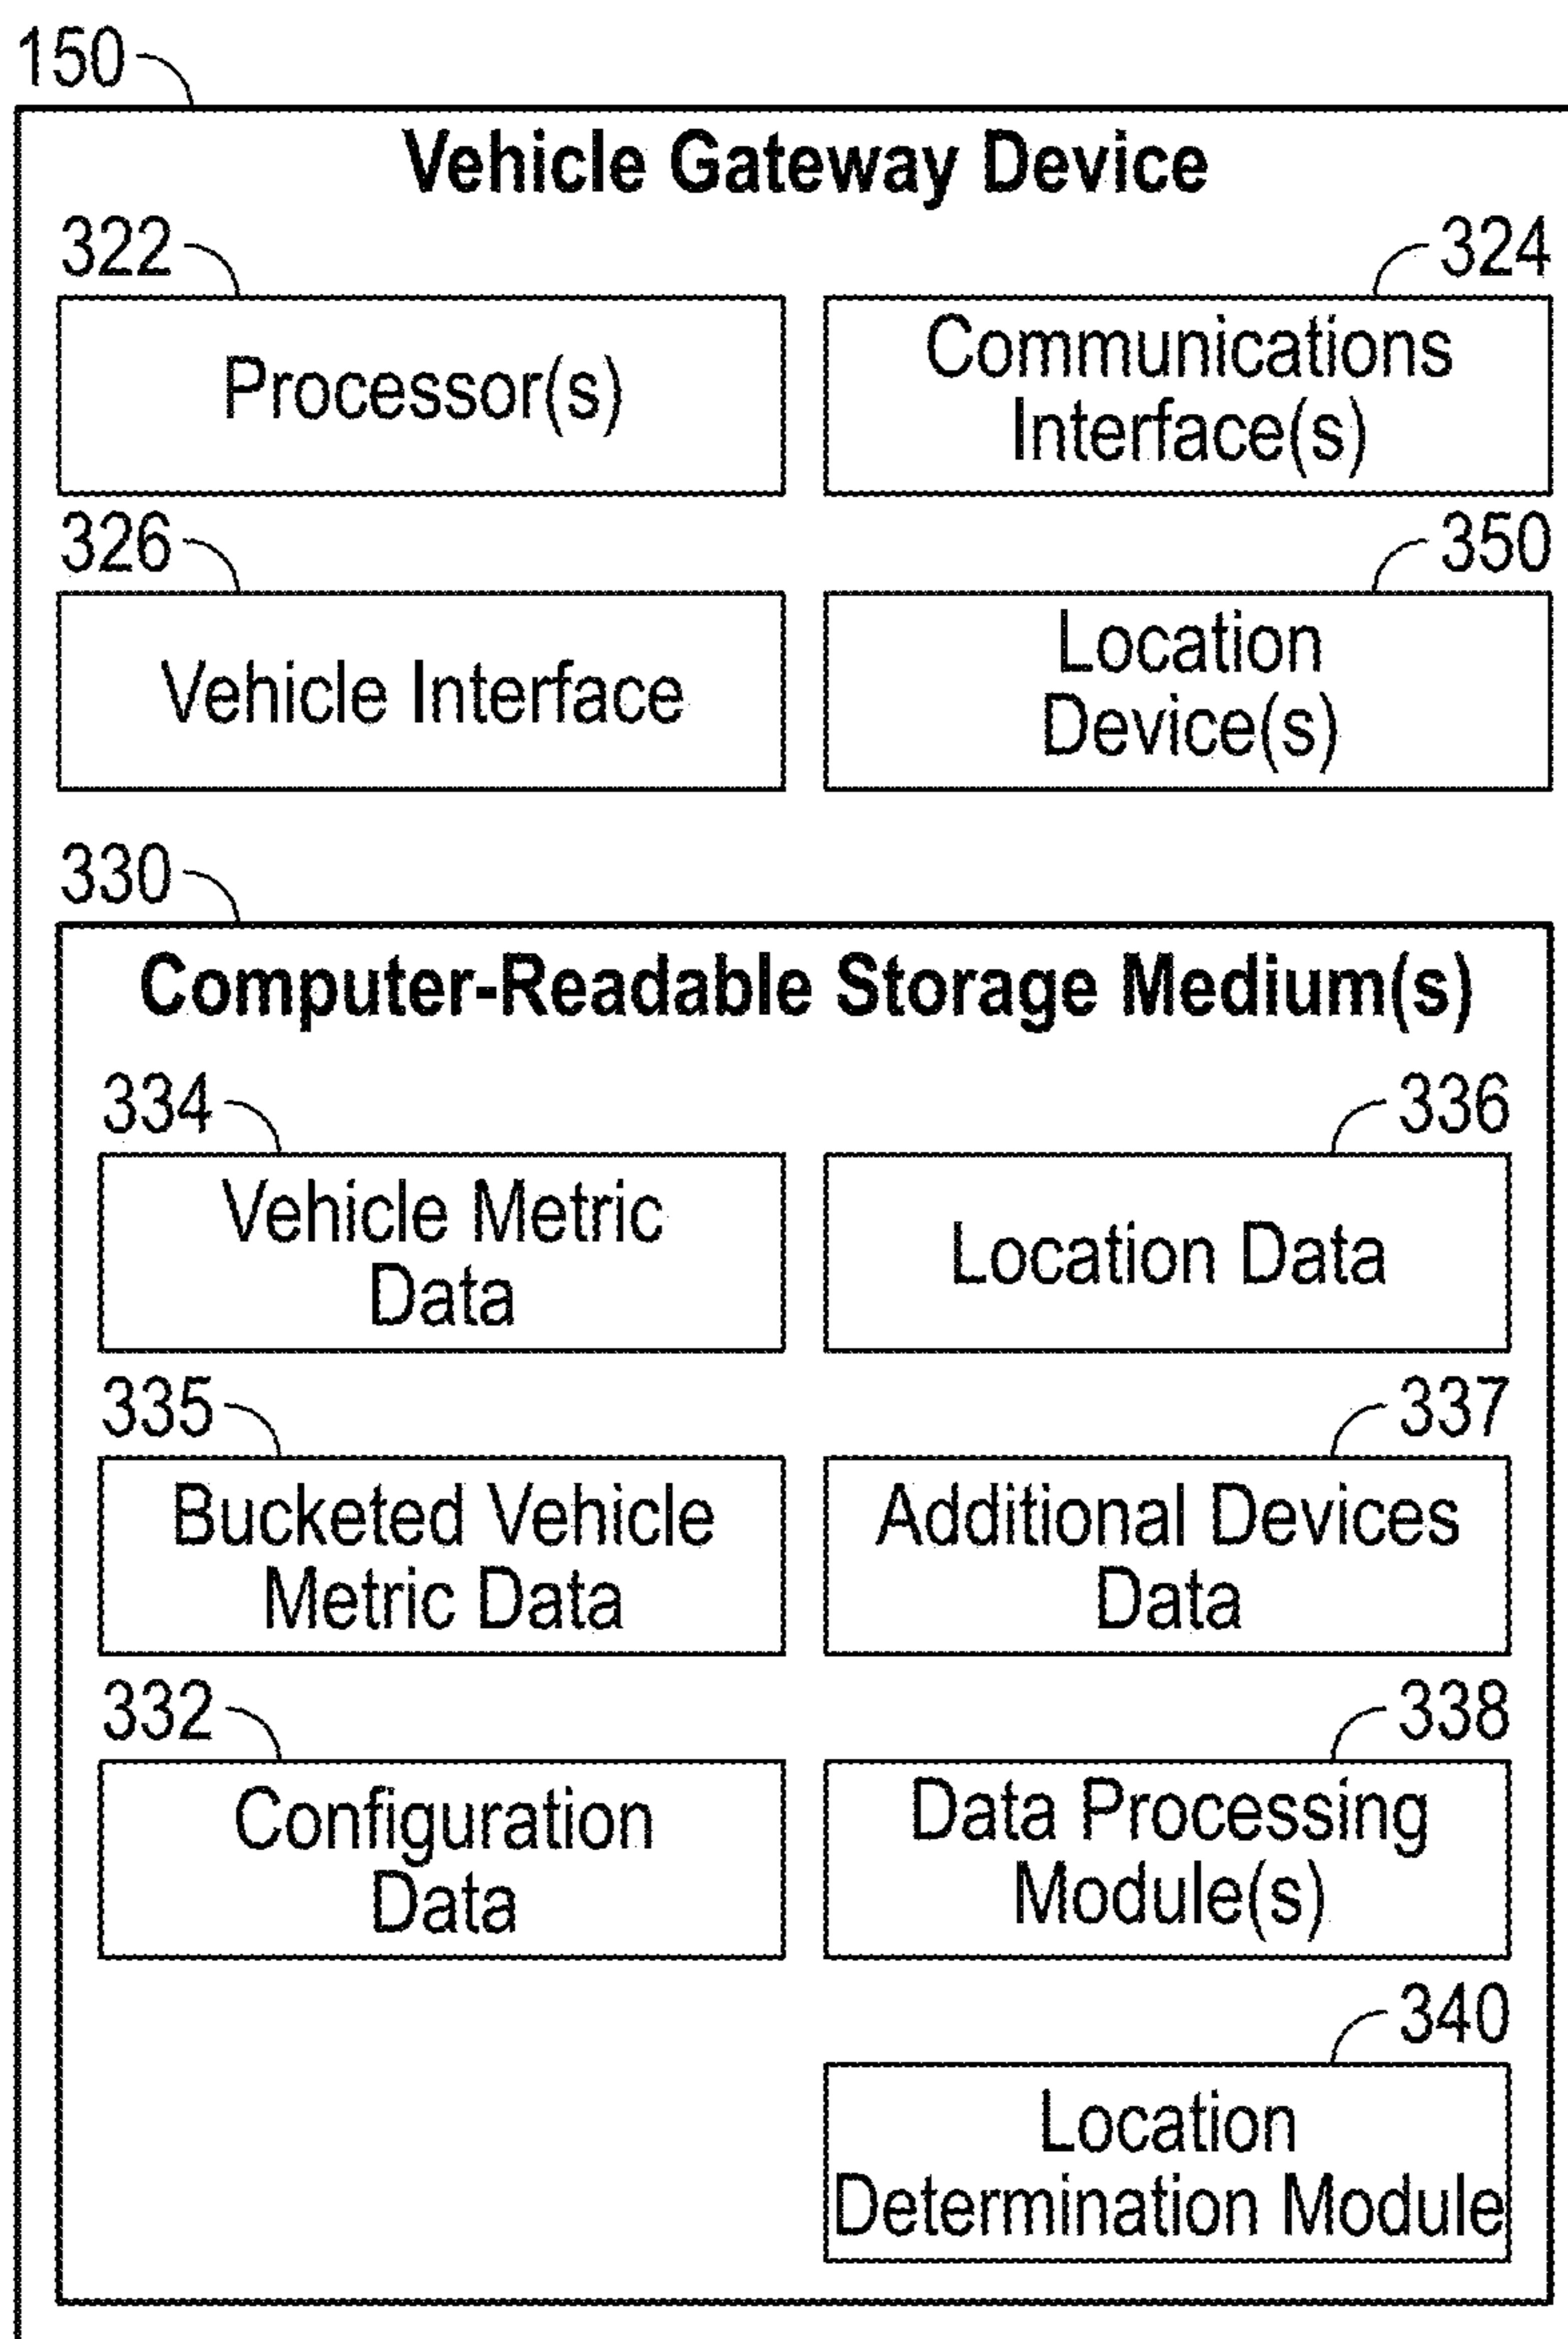 150
Vehicle Gateway Device
322
324
Processor(s)
Communications
Interface(s)
326
350
Vehicle Interface
Location
Device(s)
330
Computer-Readable Storage Medium(s)
334
336
Vehicle Metric
Data
Location Data
335
337
Bucketed Vehicle
Metric Data
Additional Devices
Data
332
338
Configuration
Data
Data Processing
Module(s)
340
Location
Determination Module